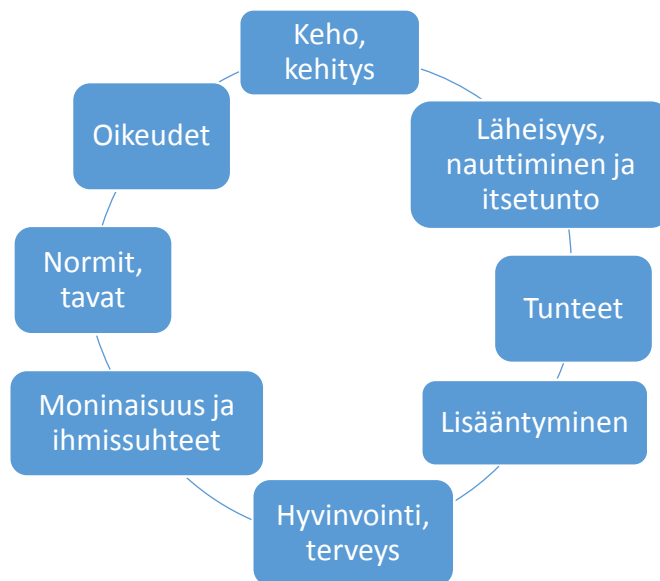 Keho,
kehitys
Läheisyys,
nauttiminen ja
itsetunto
Tunteet
Lisääntyminen
Hyvinvointi,
terveys
Moninaisuus ja
ihmissuhteet
Normit,
tavat
Oikeudet